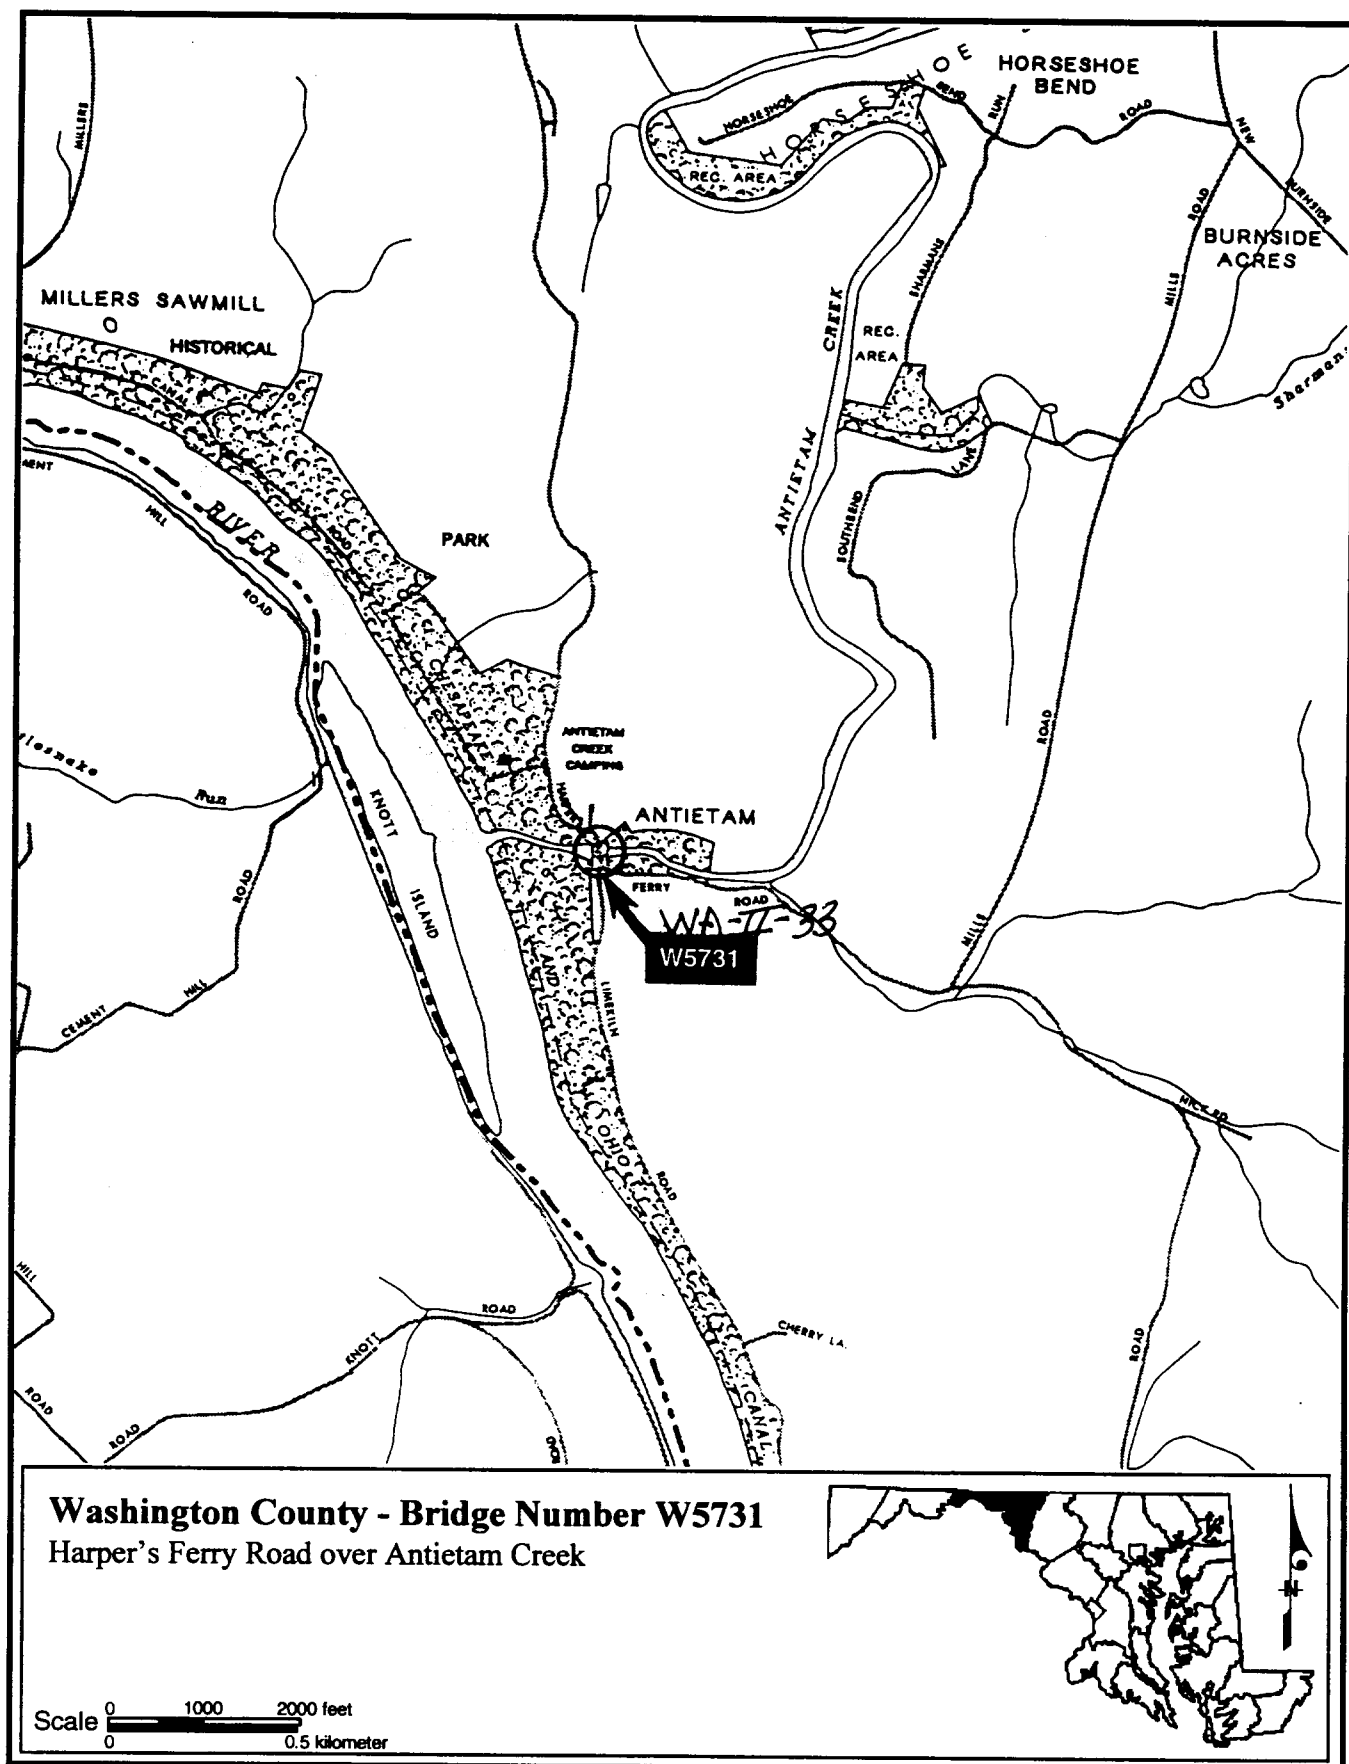 HORSESHOE
BEND
HORSESHOE
BEND
RUN
ROAD
NEW
MILLERS
HORSESHOE
REC. AREA
BURNSIDE
ROAD
BURNSIDE
ACRES
SHARMANS
MILLS
MILLERS SAWMILL
HISTORICAL
CREEK
REC.
AREA
CANAL
ANTIETAM
LANE
MENT
HILL
RIVER
ROAD
PARK
SOUTHBEND
ROAD
CHESAPEAKE
ROAD
ANTIETAM
CREEK
CAMPING
Run
KNOTT
ISLAND
ANTIETAM
FERRY
ROAD
WA-II-33
W5731
MILLS
ROAD
AND
LIMEKILN
CEMENT
HILL
OHIO
ROAD
HICK RD
HILL
ROAD
KNOTT
ROAD
CHERRY LA.
ROAD
ROAD
ROAD
ROAD
CANAL
Washington County - Bridge Number W5731
Harper's Ferry Road over Antietam Creek
N
Scale
0 1000 2000 feet
0 0.5 kilometer